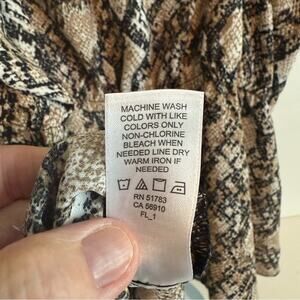 MACHINE WASH
COLD WITH LIKE
COLORS ONLY
NON-CHLORINE
BLEACH WHEN
NEEDED LINE DRY
WARM IRON IF
NEEDED
RN 51783
CA 56910
FL_1